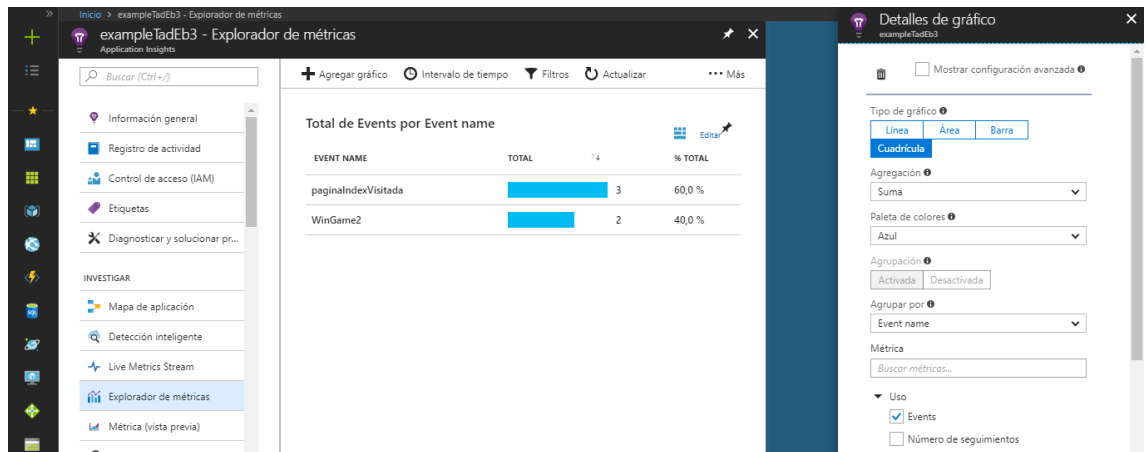 Inicio > exampleTadEb3 - Explorador de métricas
exampleTadEb3 - Explorador de métricas
Application Insights
Buscar (Ctrl+/)
Información general
Registro de actividad
Control de acceso (IAM)
Etiquetas
Diagnosticar y solucionar pr...
INVESTIGAR
Mapa de aplicación
Detección inteligente
Live Metrics Stream
Explorador de métricas
Métrica (vista previa)
Agregar gráfico Intervalo de tiempo Filtros Actualizar ••• Más
Total de Events por Event name
Editar
EVENT NAME TOTAL % TOTAL
paginaIndexVisitada 3 60,0 %
WinGame2 2 40,0 %
Detalles de gráfico
exampleTadEb3
Mostrar configuración avanzada
Tipo de gráfico
Línea Área Barra
Cuadrícula
Agregación
Suma
Paleta de colores
Azul
Agrupación
Activada Desactivada
Agrupar por
Event name
Métrica
Buscar métricas...
Uso
Events
Número de seguimientos